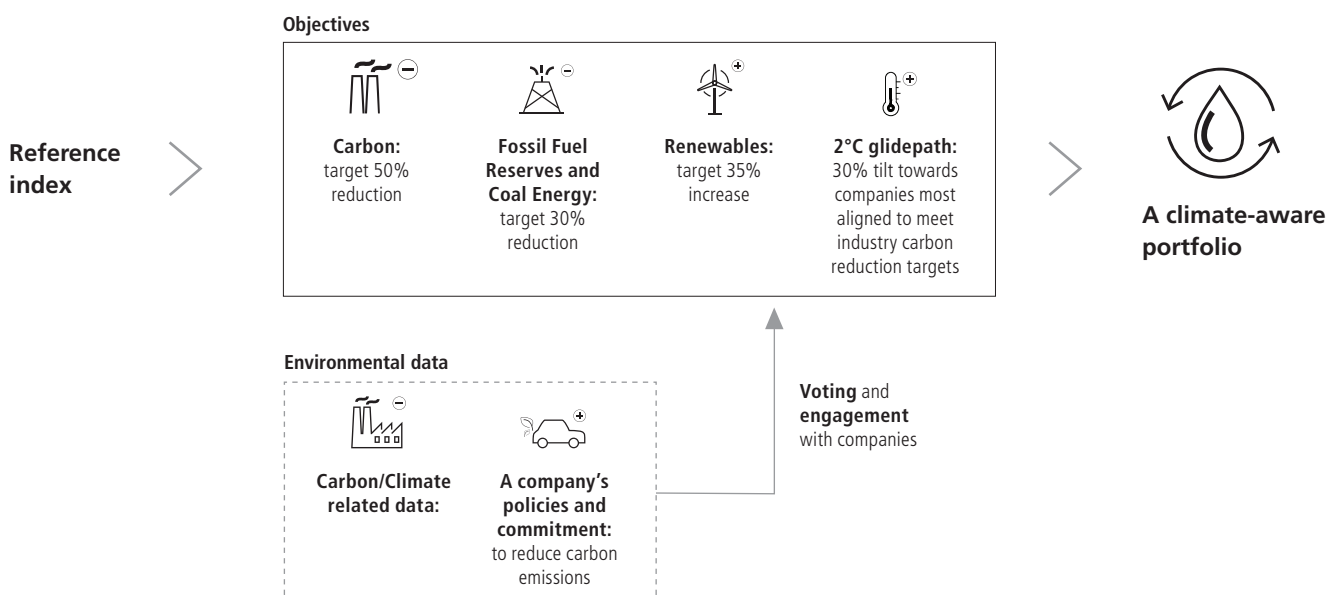 Objectives
Reference
index
Carbon:
target 50%
reduction
Fossil Fuel
Reserves and
Coal Energy:
target 30%
reduction
Renewables:
target 35%
increase
2°C glidepath:
30% tilt towards
companies most
aligned to meet
industry carbon
reduction targets
A climate-aware
portfolio
Environmental data
Carbon/Climate
related data:
A company’s
policies and
commitment:
to reduce carbon
emissions
Voting and
engagement
with companies